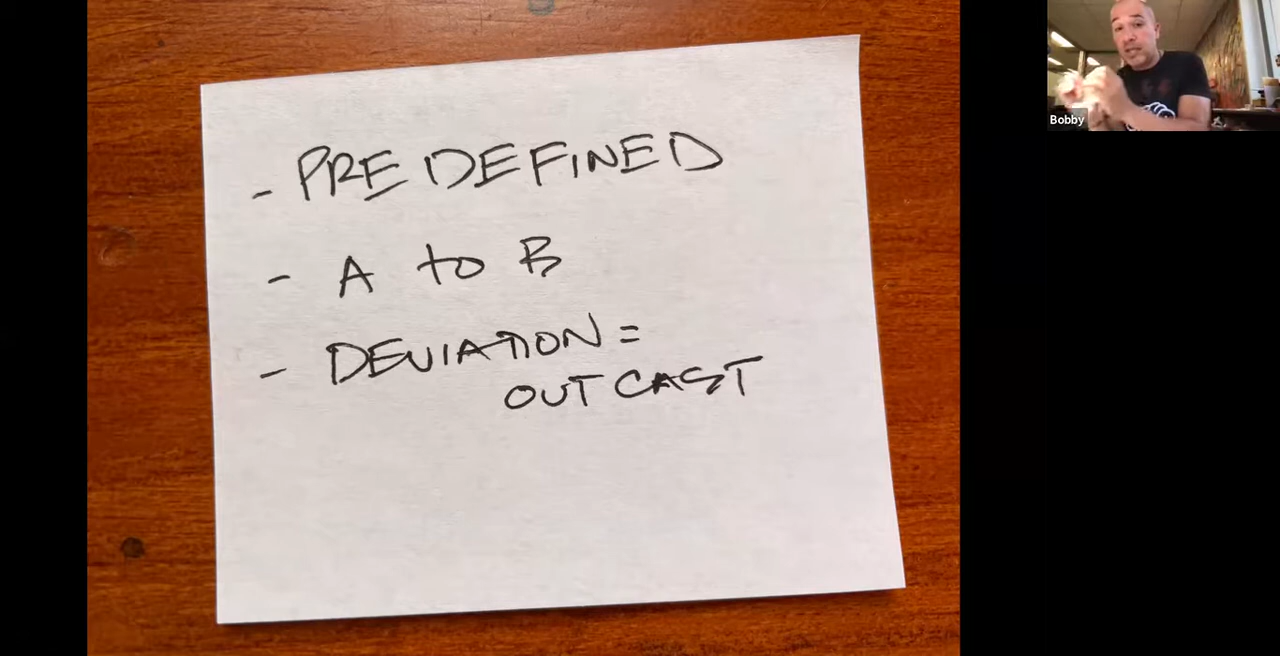 - PREDEFINED
- A to B
- DEVIATION =
OUTCAST
Bobby